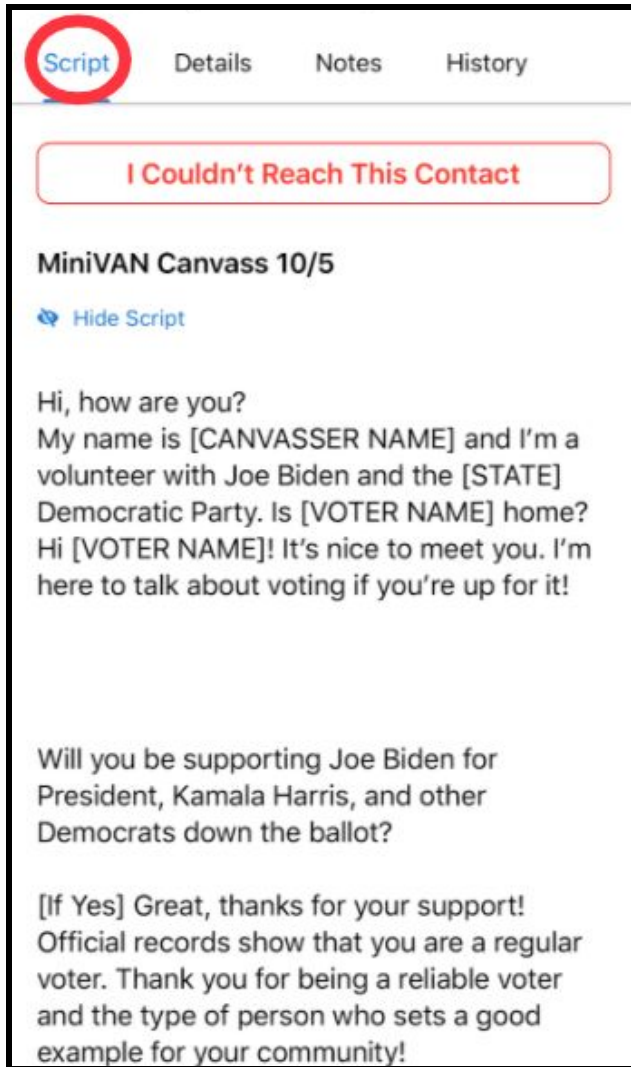 Script Details Notes History
I Couldn't Reach This Contact
MiniVAN Canvass 10/5
Hide Script
Hi, how are you?
My name is [CANVASSER NAME] and I'm a
volunteer with Joe Biden and the [STATE]
Democratic Party. Is [VOTER NAME] home?
Hi [VOTER NAME]! It's nice to meet you. I'm
here to talk about voting if you're up for it!
Will you be supporting Joe Biden for
President, Kamala Harris, and other
Democrats down the ballot?
[If Yes] Great, thanks for your support!
Official records show that you are a regular
voter. Thank you for being a reliable voter
and the type of person who sets a good
example for your community!